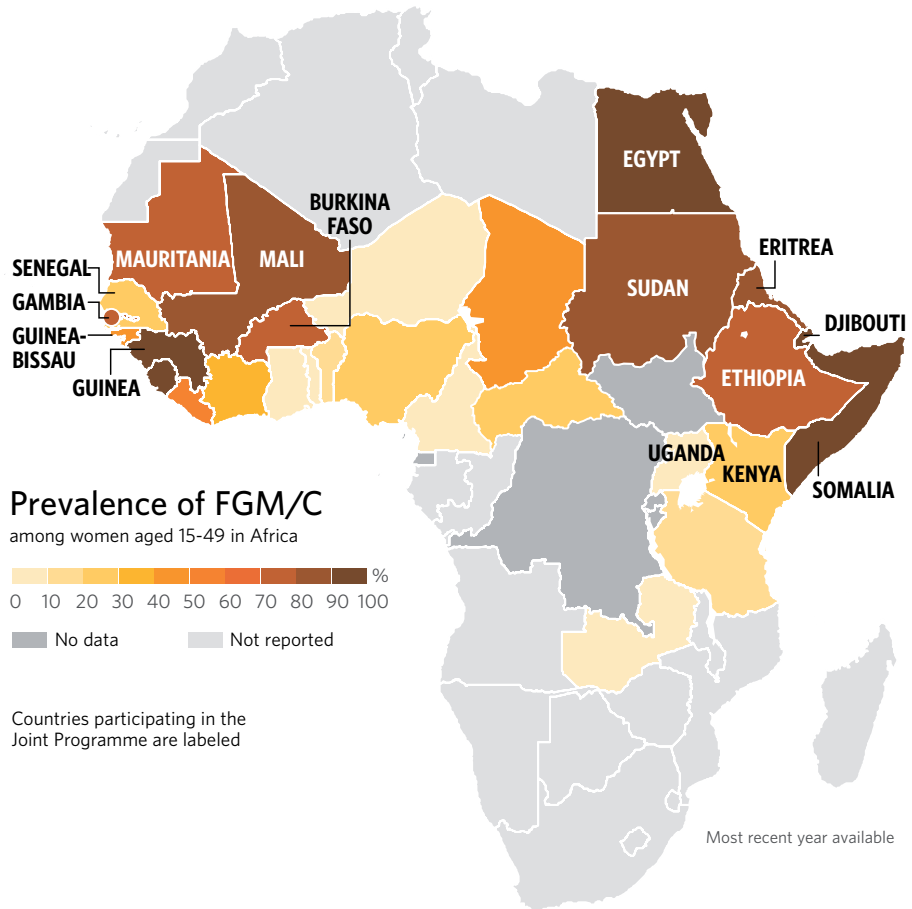 EGYPT
BURKINA
FASO
ERITREA
MAURITANIA
MALI
SENEGAL
SUDAN
GAMBIA
DJIBOUTI
GUINEA-
BISSAU
GUINEA
ETHIOPIA
UGANDA
KENYA
SOMALIA
Prevalence of FGM/C
among women aged 15-49 in Africa
%
0 10 20 30 40 50 60 70 80 90 100
No data
Not reported
Countries participating in the
Joint Programme are labeled
Most recent year available